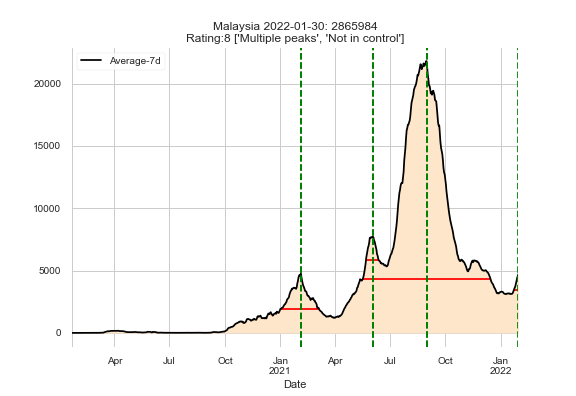 Malaysia 2022-01-30: 2865984
Rating:8 ['Multiple peaks', 'Not in control']
Average-7d
20000
15000
10000
5000
0
Apr Jul Oct Jan Apr Jul Oct Jan
2021 2022
Date